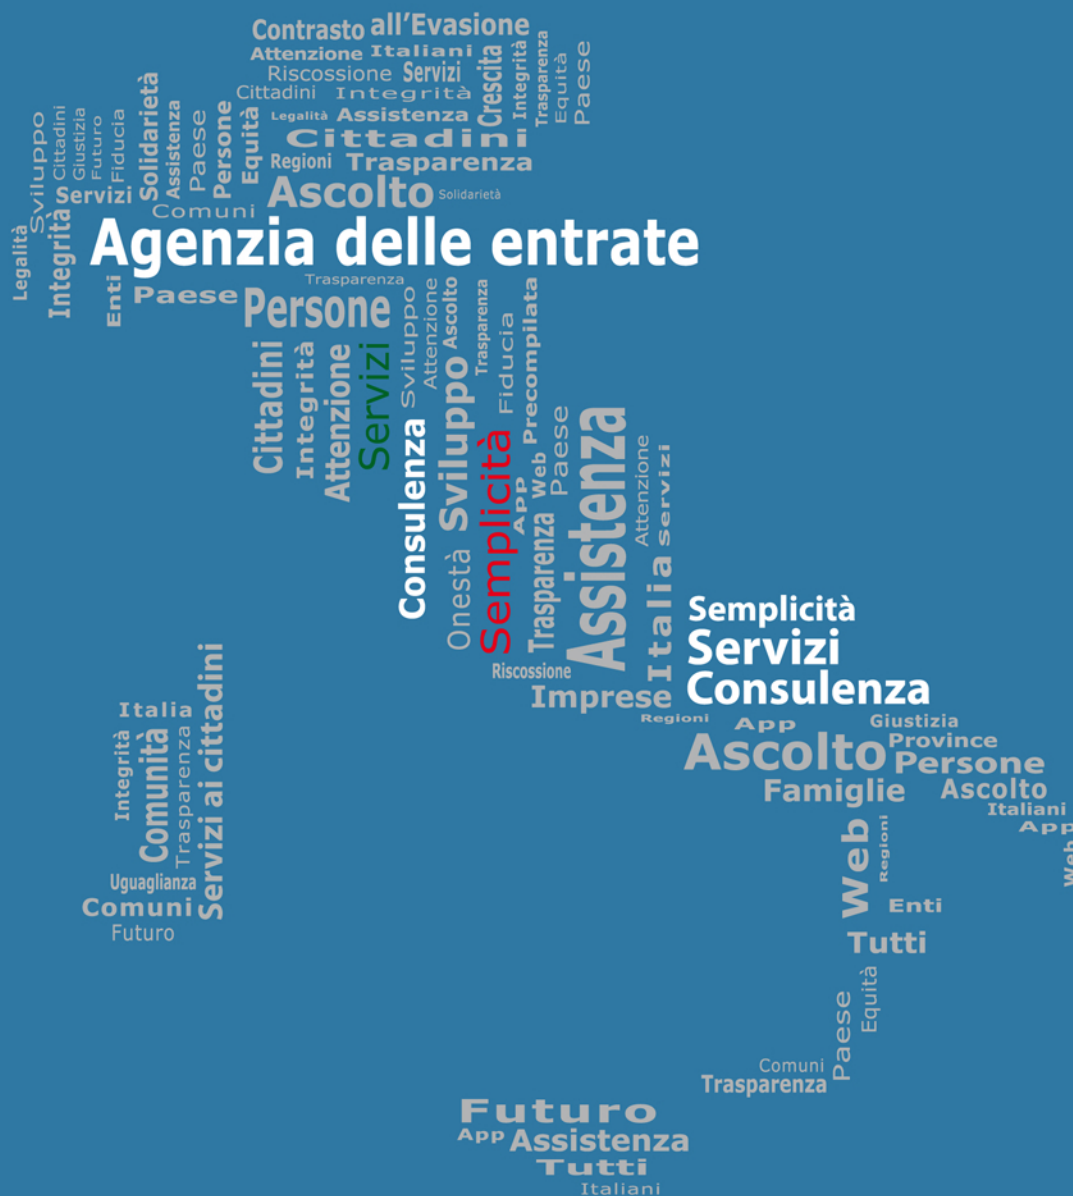 Contrasto all'Evasione
Attenzione Italiani
Riscossione Servizi
Cittadini Integrità
Crescita
Integrità
Trasparenza
Equità
Paese
Legalità Assistenza
Cittadini
Regioni Trasparenza
Ascolto Solidarietà
Sviluppo
Cittadini
Giustizia
Futuro
Fiducia
Solidarietà
Assistenza
Paese
Persone
Equità
Servizi
Comuni
Legalità
Integrità
Agenzia delle entrate
Enti
Paese
Trasparenza
Persone
Sviluppo
Attenzione
Ascolto
Trasparenza
Fiducia
Precompilata
Cittadini
Integrità
Attenzione
Servizi
Consulenza
Sviluppo
Onestà
Semplicità
App
Web
Paese
Trasparenza
Assistenza
Attenzione
servizi
Italia
Riscossione
Imprese
Semplicità
Servizi
Consulenza
Regioni App Giustizia
Ascolto Province
Persone
Famiglie Ascolto
Italiani
App
Web
Web
Regioni
Enti
Tutti
Equità
Paese
Comuni
Trasparenza
Italia
Integrità
Comunità
Trasparenza
Servizi ai cittadini
Uguaglianza
Comuni
Futuro
Futuro
App Assistenza
Tutti
Italiani